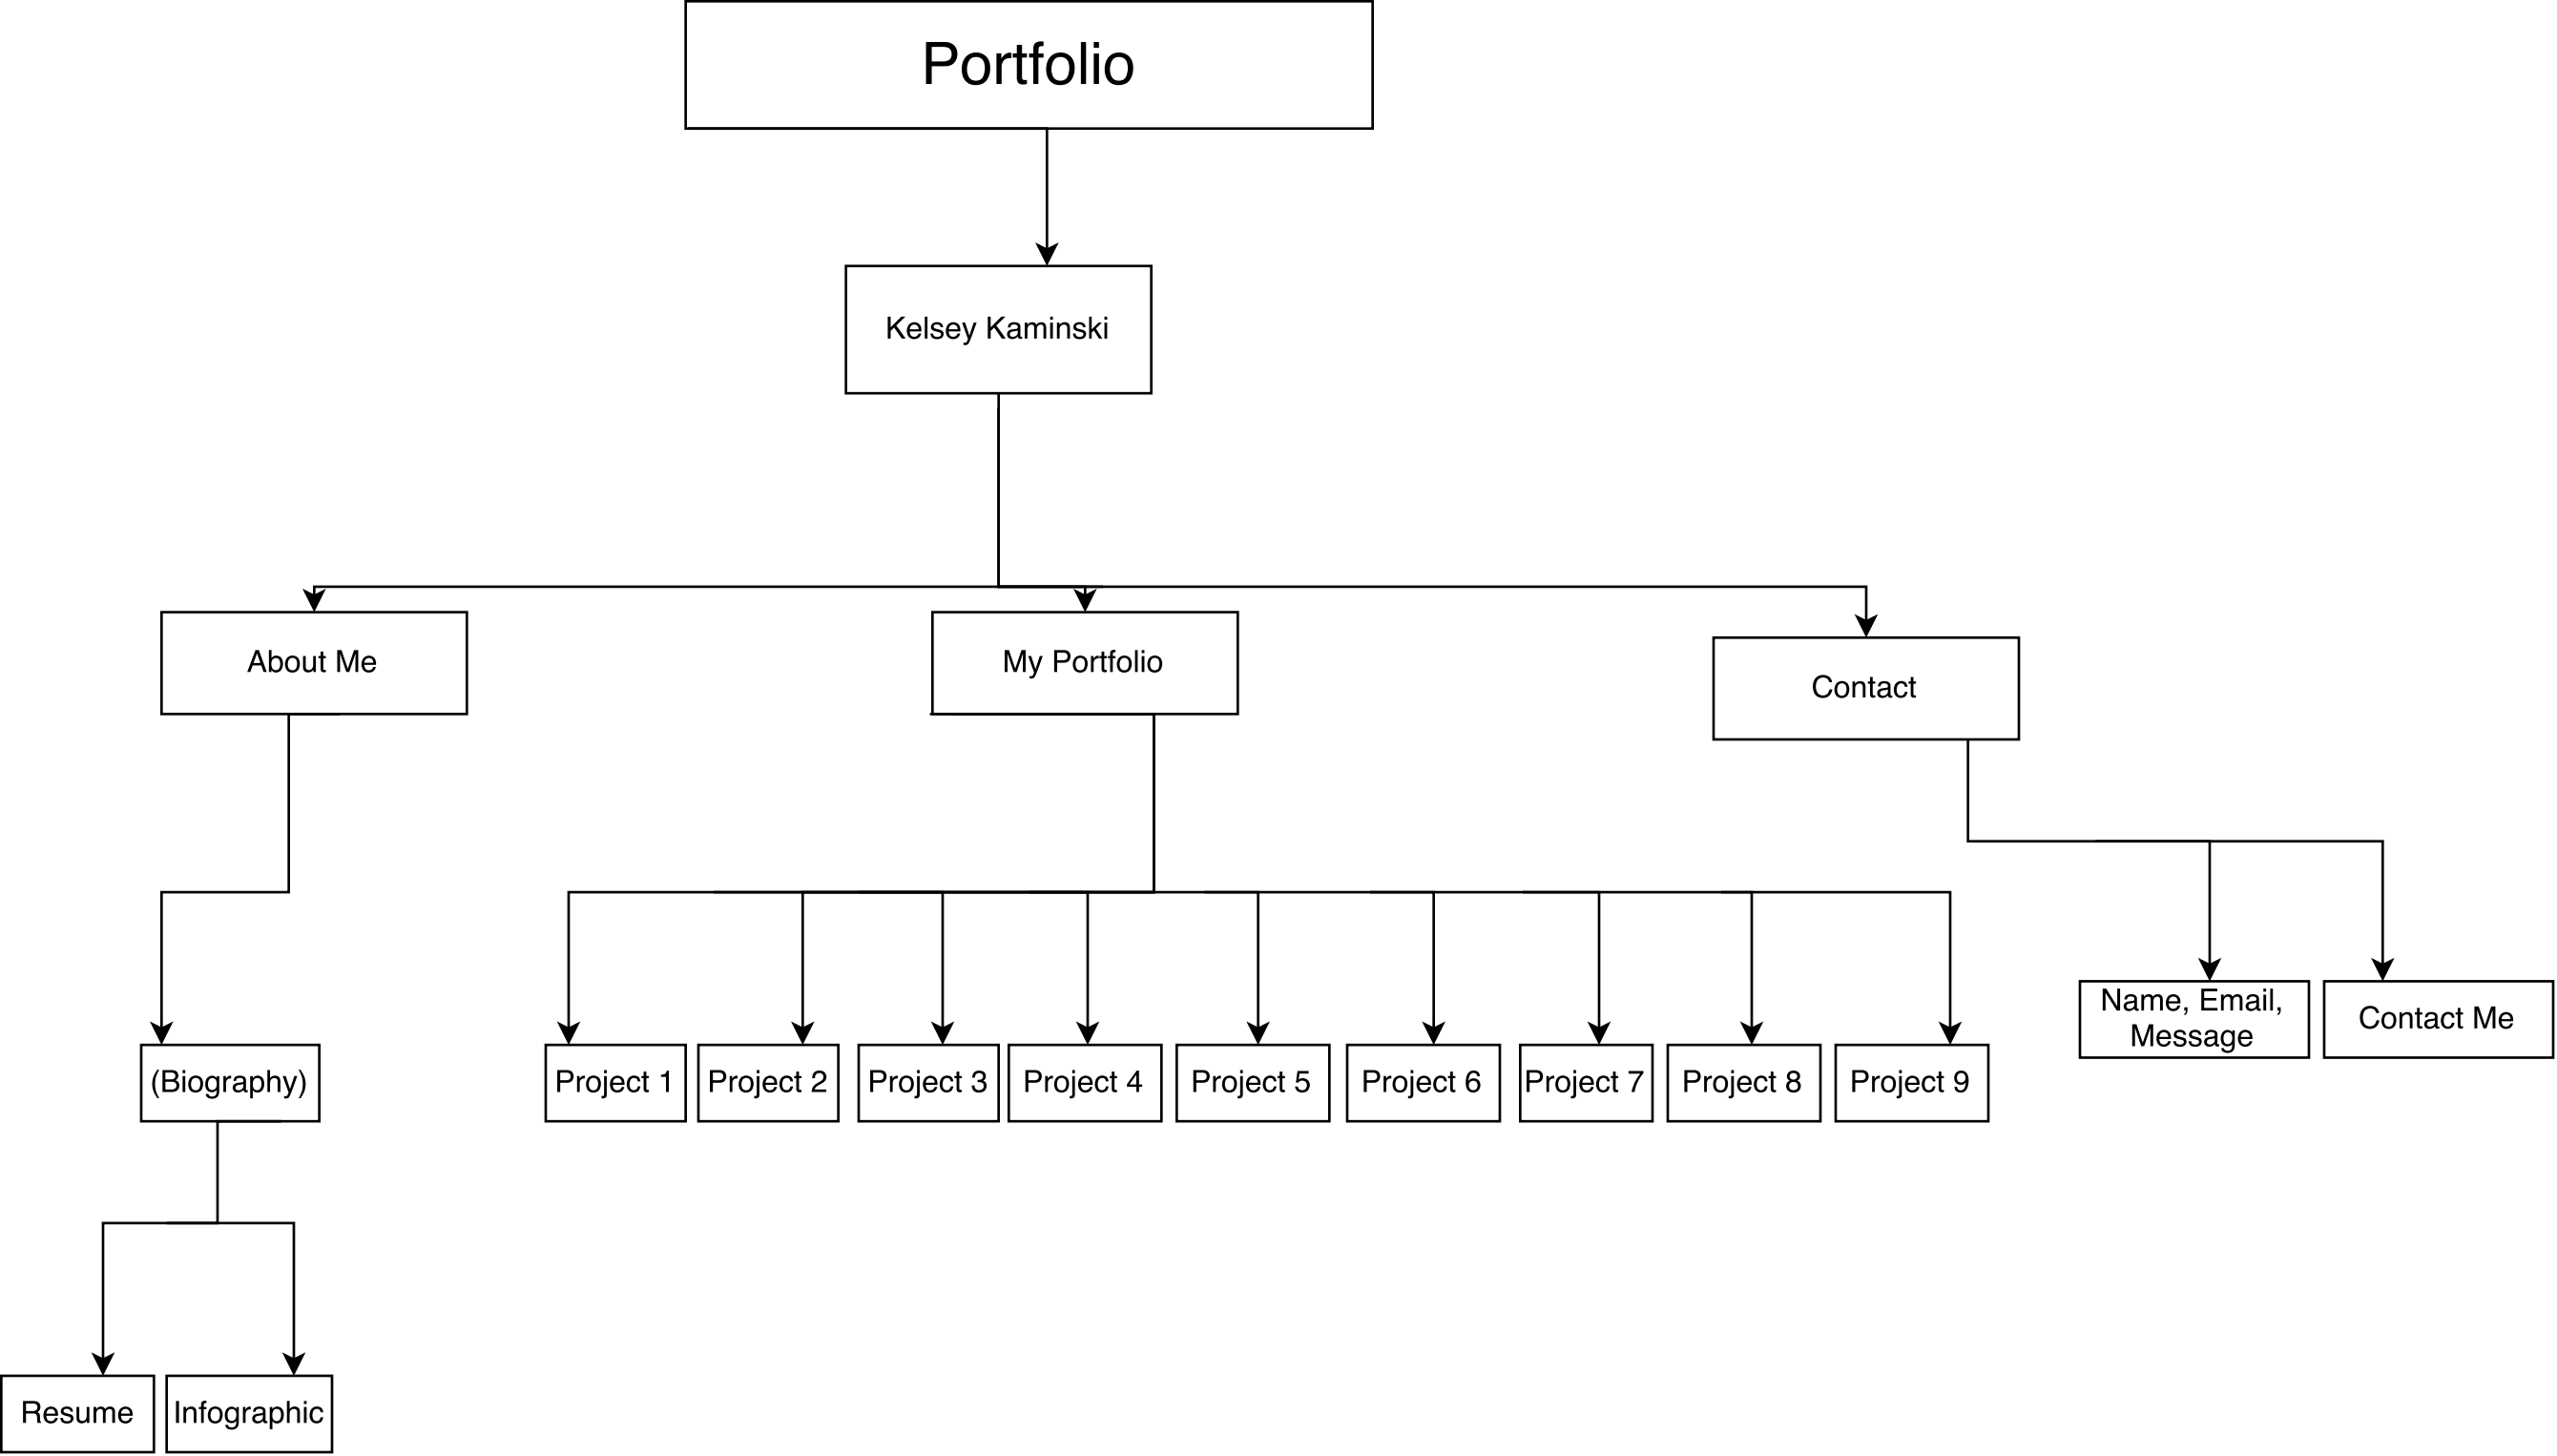 Portfolio
Kelsey Kaminski
About Me
My Portfolio
Contact
Name, Email,
Message
Contact Me
(Biography)
Project 1
Project 2
Project 3
Project 4
Project 5
Project 6
Project 7
Project 8
Project 9
Resume
Infographic